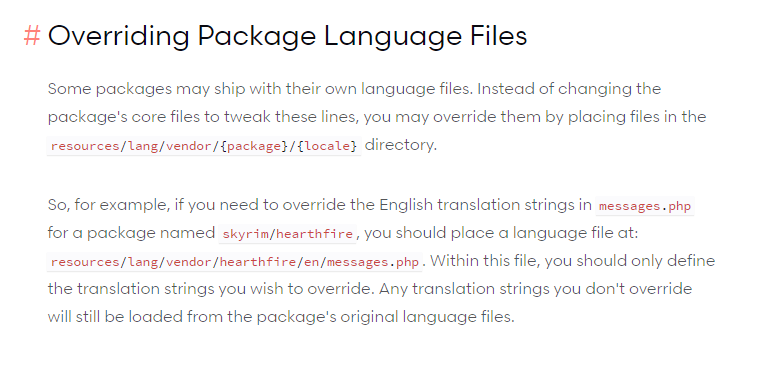 # Overriding Package Language Files
Some packages may ship with their own language files. Instead of changing the
package's core files to tweak these lines, you may override them by placing files in the
resources/lang/vendor/{package}/{locale} directory.
So, for example, if you need to override the English translation strings in messages.php
for a package named skyrim/hearthfire, you should place a language file at:
resources/lang/vendor/hearthfire/en/messages.php. Within this file, you should only define
the translation strings you wish to override. Any translation strings you don't override
will still be loaded from the package's original language files.